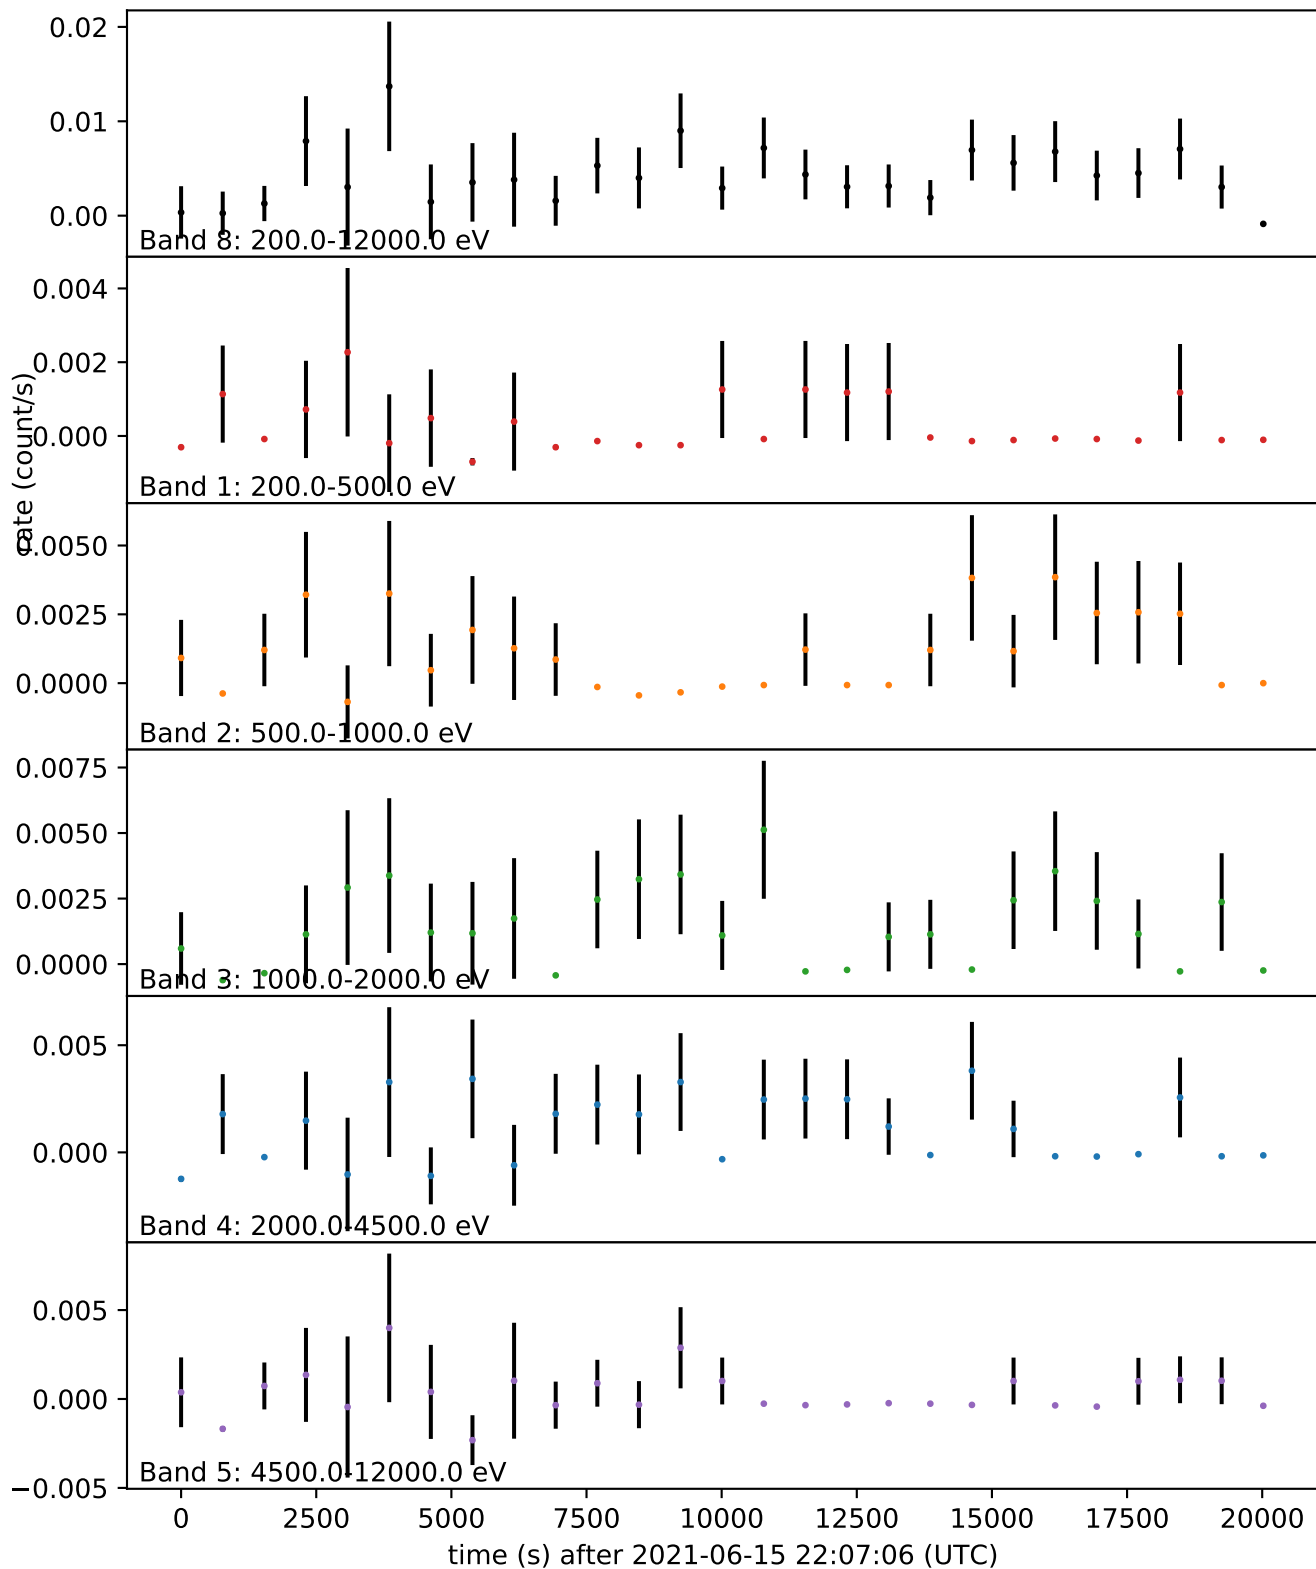 0.02
0.01
0.00
Band 8: 200.0-12000.0 eV
0.004
0.002
0.000
Band 1: 200.0-500.0 eV
rate (count/s)
0.0050
0.0025
0.0000
Band 2: 500.0-1000.0 eV
0.0075
0.0050
0.0025
0.0000
Band 3: 1000.0-2000.0 eV
0.005
0.000
Band 4: 2000.0-4500.0 eV
0.005
0.000
−0.005
Band 5: 4500.0-12000.0 eV
0 2500 5000 7500 10000 12500 15000 17500 20000
time (s) after 2021-06-15 22:07:06 (UTC)